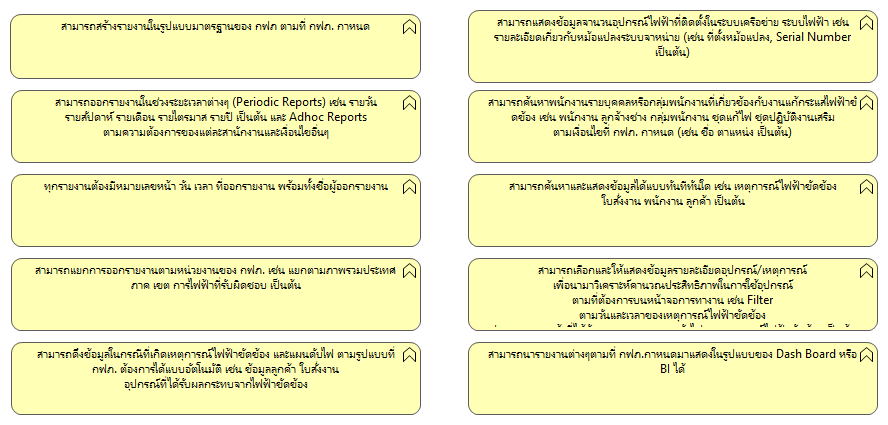 สามารถสร้างรายงานในรูปแบบมาตรฐานของ กฟภ ตามที่ กฟภ. กำหนด
สามารถออกรายงานในช่วงระยะเวลาต่างๆ (Periodic Reports) เช่น รายวัน
รายสัปดาห์ รายเดือน รายไตรมาส รายปี เป็นต้น และ Adhoc Reports
ตามความต้องการของแต่ละสำนักงานและเงื่อนไขอื่นๆ
ทุกรายงานต้องมีหมายเลขหน้า วัน เวลา ที่ออกรายงาน พร้อมทั้งชื่อผู้ออกรายงาน
สามารถแยกการออกรายงานตามหน่วยงานของ กฟภ. เช่น แยกตามภาพรวมประเทศ
ภาค เขต การไฟฟ้าที่รับผิดชอบ เป็นต้น
สามารถดึงข้อมูลในกรณีที่เกิดเหตุการณ์ไฟฟ้าขัดข้อง และแผนดับไฟ ตามรูปแบบที่
กฟภ. ต้องการได้แบบอัตโนมัติ เช่น ข้อมูลลูกค้า ใบสั่งงาน
อุปกรณ์ที่ได้รับผลกระทบจากไฟฟ้าขัดข้อง
สามารถแสดงข้อมูลจำนวนอุปกรณ์ไฟฟ้าที่ติดตั้งในระบบเครือข่าย ระบบไฟฟ้า เช่น
รายละเอียดเกี่ยวกับหม้อแปลงระบบจำหน่าย (เช่น ที่ตั้งหม้อแปลง, Serial Number
เป็นต้น)
สามารถค้นหาพนักงานรายบุคคลหรือกลุ่มพนักงานที่เกี่ยวข้องกับงานแก้กระแสไฟฟ้าขั
ดข้อง เช่น พนักงาน ลูกจ้างช่าง กลุ่มพนักงาน ชุดแก้ไฟ ชุดปฏิบัติงานเสริม
ตามเงื่อนไขที่ กฟภ. กำหนด (เช่น ชื่อ ตำแหน่ง เป็นต้น)
สามารถค้นหาและแสดงข้อมูลได้แบบทันทีทันใด เช่น เหตุการณ์ไฟฟ้าขัดข้อง
ใบสั่งงาน พนักงาน ลูกค้า เป็นต้น
สามารถเลือกและให้แสดงข้อมูลรายละเอียดอุปกรณ์/เหตุการณ์
เพื่อนำมาวิเคราะห์คำนวณประสิทธิภาพในการใช้อุปกรณ์
ตามที่ต้องการบนหน้าจอการทำงาน เช่น Filter
ตามวันและเวลาของเหตุการณ์ไฟฟ้าขัดข้อง
สามารถนำรายงานต่างๆตามที่ กฟภ.กำหนดมาแสดงในรูปแบบของ Dash Board หรือ
BI ได้